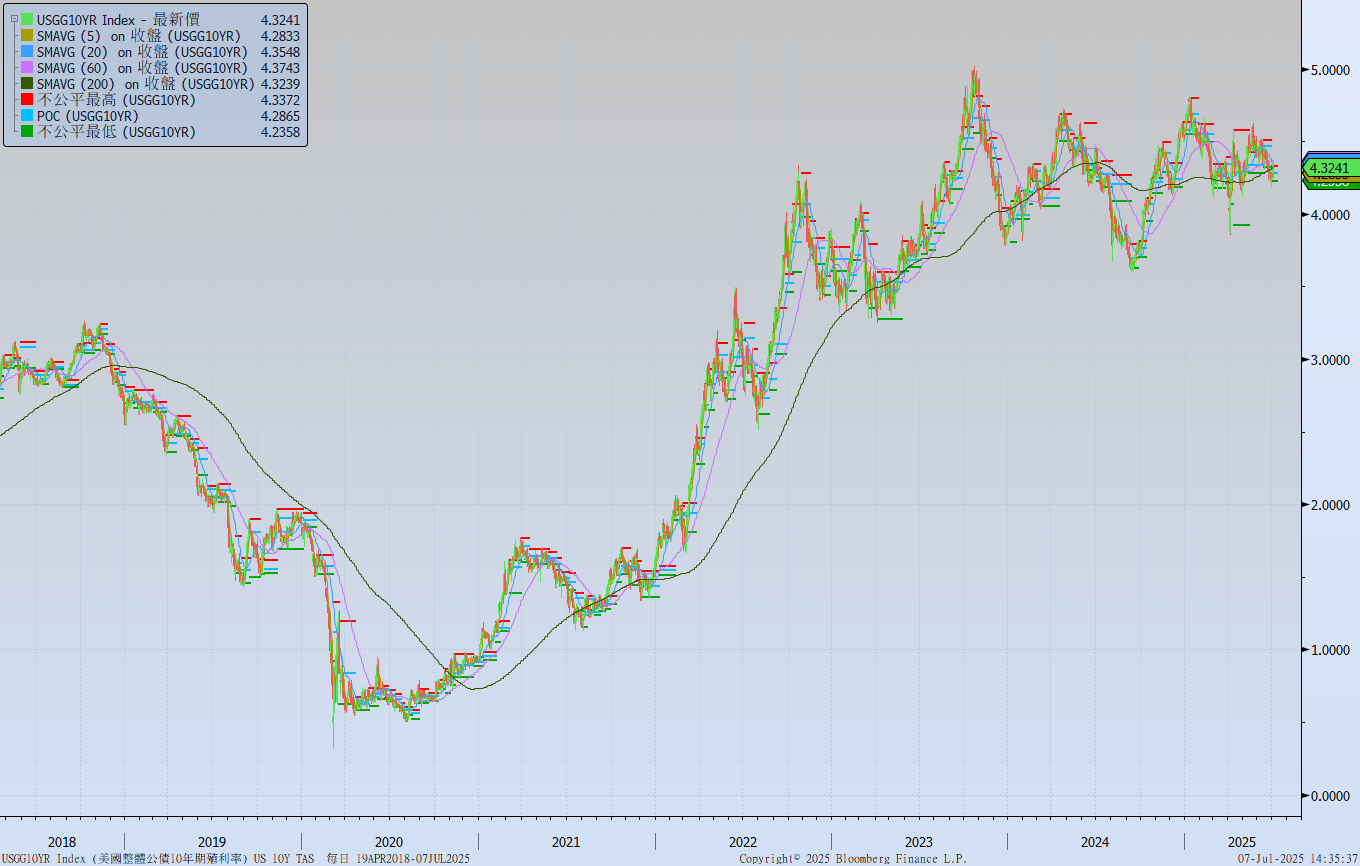 USGG10YR Index - 最新價 4.3241
SMAVG (5) on 收盤 (USGG10YR) 4.2833
SMAVG (20) on 收盤 (USGG10YR) 4.3548
SMAVG (60) on 收盤 (USGG10YR) 4.3743
SMAVG (200) on 收盤 (USGG10YR) 4.3239
不公平最高 (USGG10YR) 4.3372
POC (USGG10YR) 4.2865
不公平最低 (USGG10YR) 4.2358
5.0000
4.3241
4.0000
3.0000
2.0000
1.0000
0.0000
2018 2019 2020 2021 2022 2023 2024 2025
USGG10YR Index (美國整體公債10年期殖利率) US 10Y TAS 每日 19APR2018-07JUL2025 Copyright© 2025 Bloomberg Finance L.P. 07-Jul-2025 14:35:37